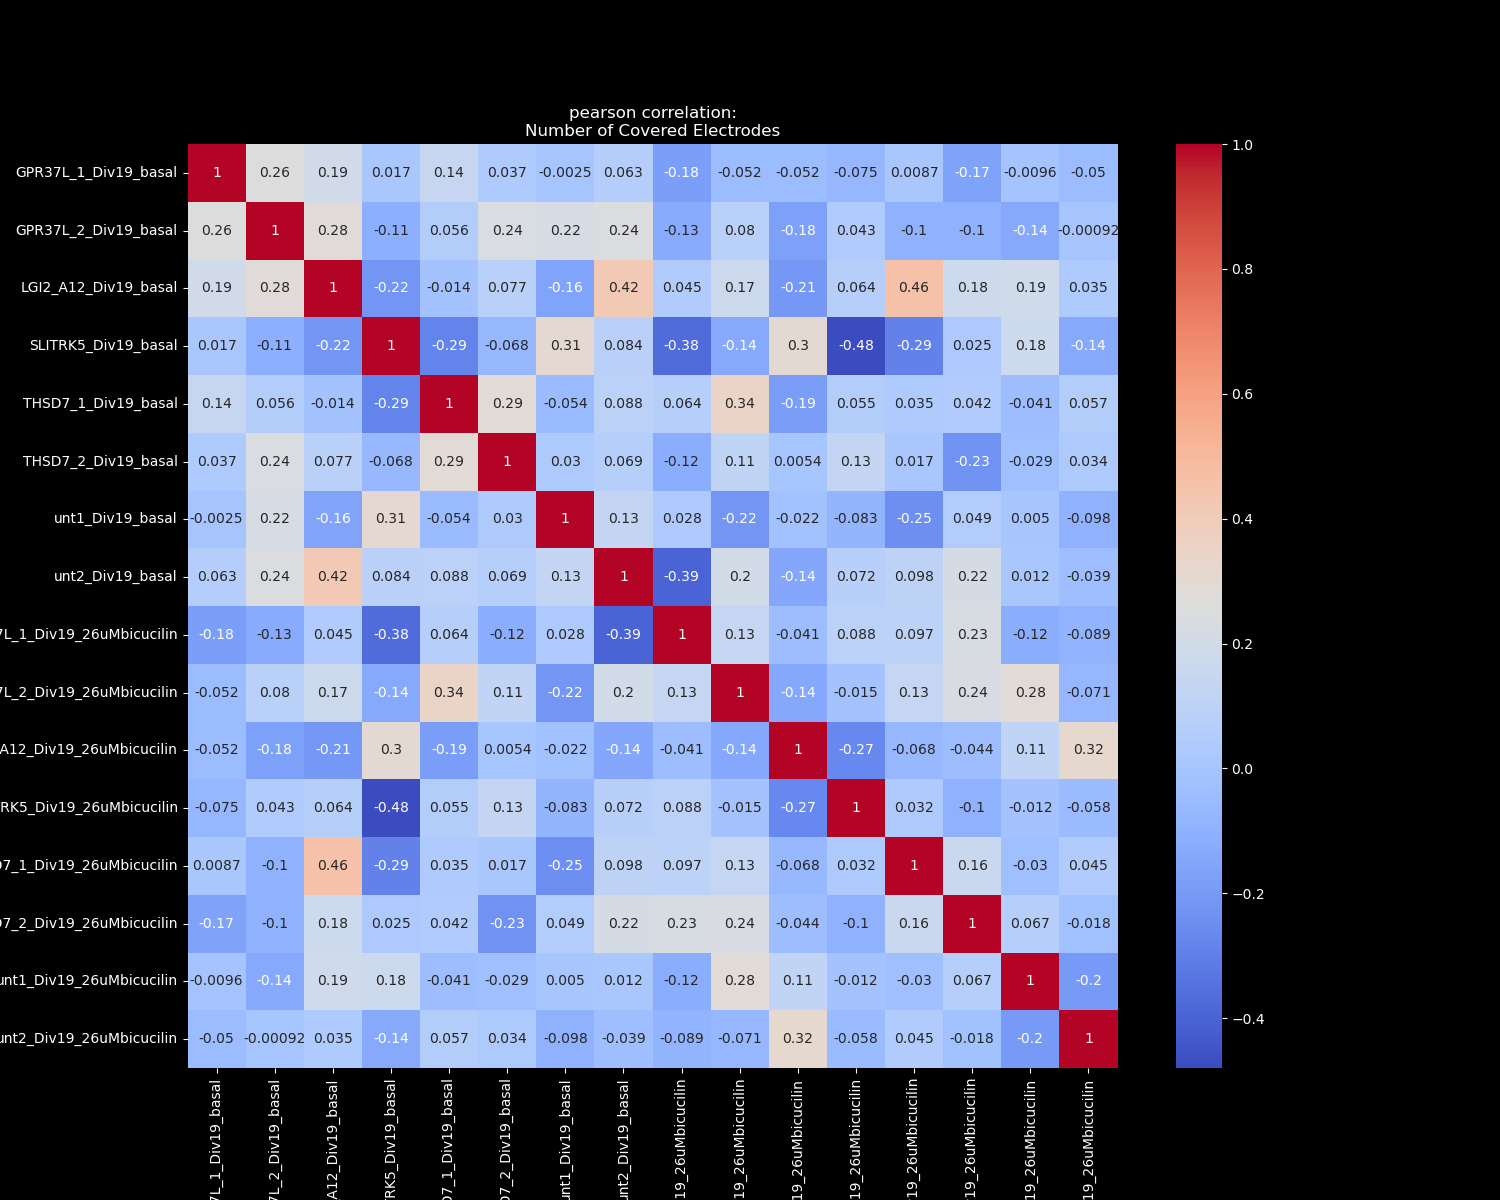 pearson correlation:
Number of Covered Electrodes
GPR37L_1_Div19_basal 1 0.26 0.19 0.017 0.14 0.037 -0.0025 0.063 -0.18 -0.052 -0.052 -0.075 0.0087 -0.17 -0.0096 -0.05
GPR37L_2_Div19_basal 0.26 1 0.28 -0.11 0.056 0.24 0.22 0.24 -0.13 0.08 -0.18 0.043 -0.1 -0.1 -0.14 -0.00092
LGI2_A12_Div19_basal 0.19 0.28 1 -0.22 -0.014 0.077 -0.16 0.42 0.045 0.17 -0.21 0.064 0.46 0.18 0.19 0.035
SLITRK5_Div19_basal 0.017 -0.11 -0.22 1 -0.29 -0.068 0.31 0.084 -0.38 -0.14 0.3 -0.48 -0.29 0.025 0.18 -0.14
THSD7_1_Div19_basal 0.14 0.056 -0.014 -0.29 1 0.29 -0.054 0.088 0.064 0.34 -0.19 0.055 0.035 0.042 -0.041 0.057
THSD7_2_Div19_basal 0.037 0.24 0.077 -0.068 0.29 1 0.03 0.069 -0.12 0.11 0.0054 0.13 0.017 -0.23 -0.029 0.034
unt1_Div19_basal -0.0025 0.22 -0.16 0.31 -0.054 0.03 1 0.13 0.028 -0.22 -0.022 -0.083 -0.25 0.049 0.005 -0.098
unt2_Div19_basal 0.063 0.24 0.42 0.084 0.088 0.069 0.13 1 -0.39 0.2 -0.14 0.072 0.098 0.22 0.012 -0.039
7L_1_Div19_26uMbicucilin -0.18 -0.13 0.045 -0.38 0.064 -0.12 0.028 -0.39 1 0.13 -0.041 0.088 0.097 0.23 -0.12 -0.089
7L_2_Div19_26uMbicucilin -0.052 0.08 0.17 -0.14 0.34 0.11 -0.22 0.2 0.13 1 -0.14 -0.015 0.13 0.24 0.28 -0.071
A12_Div19_26uMbicucilin -0.052 -0.18 -0.21 0.3 -0.19 0.0054 -0.022 -0.14 -0.041 -0.14 1 -0.27 -0.068 -0.044 0.11 0.32
RK5_Div19_26uMbicucilin -0.075 0.043 0.064 -0.48 0.055 0.13 -0.083 0.072 0.088 -0.015 -0.27 1 0.032 -0.1 -0.012 -0.058
07_1_Div19_26uMbicucilin 0.0087 -0.1 0.46 -0.29 0.035 0.017 -0.25 0.098 0.097 0.13 -0.068 0.032 1 0.16 -0.03 0.045
07_2_Div19_26uMbicucilin -0.17 -0.1 0.18 0.025 0.042 -0.23 0.049 0.22 0.23 0.24 -0.044 -0.1 0.16 1 0.067 -0.018
unt1_Div19_26uMbicucilin -0.0096 -0.14 0.19 0.18 -0.041 -0.029 0.005 0.012 -0.12 0.28 0.11 -0.012 -0.03 0.067 1 -0.2
unt2_Div19_26uMbicucilin -0.05 -0.00092 0.035 -0.14 0.057 0.034 -0.098 -0.039 -0.089 -0.071 0.32 -0.058 0.045 -0.018 -0.2 1
7L_1_Div19_basal
7L_2_Div19_basal
A12_Div19_basal
RK5_Div19_basal
07_1_Div19_basal
07_2_Div19_basal
unt1_Div19_basal
unt2_Div19_basal
19_26uMbicucilin
19_26uMbicucilin
19_26uMbicucilin
19_26uMbicucilin
19_26uMbicucilin
19_26uMbicucilin
19_26uMbicucilin
19_26uMbicucilin
1.0
0.8
0.6
0.4
0.2
0.0
−0.2
−0.4